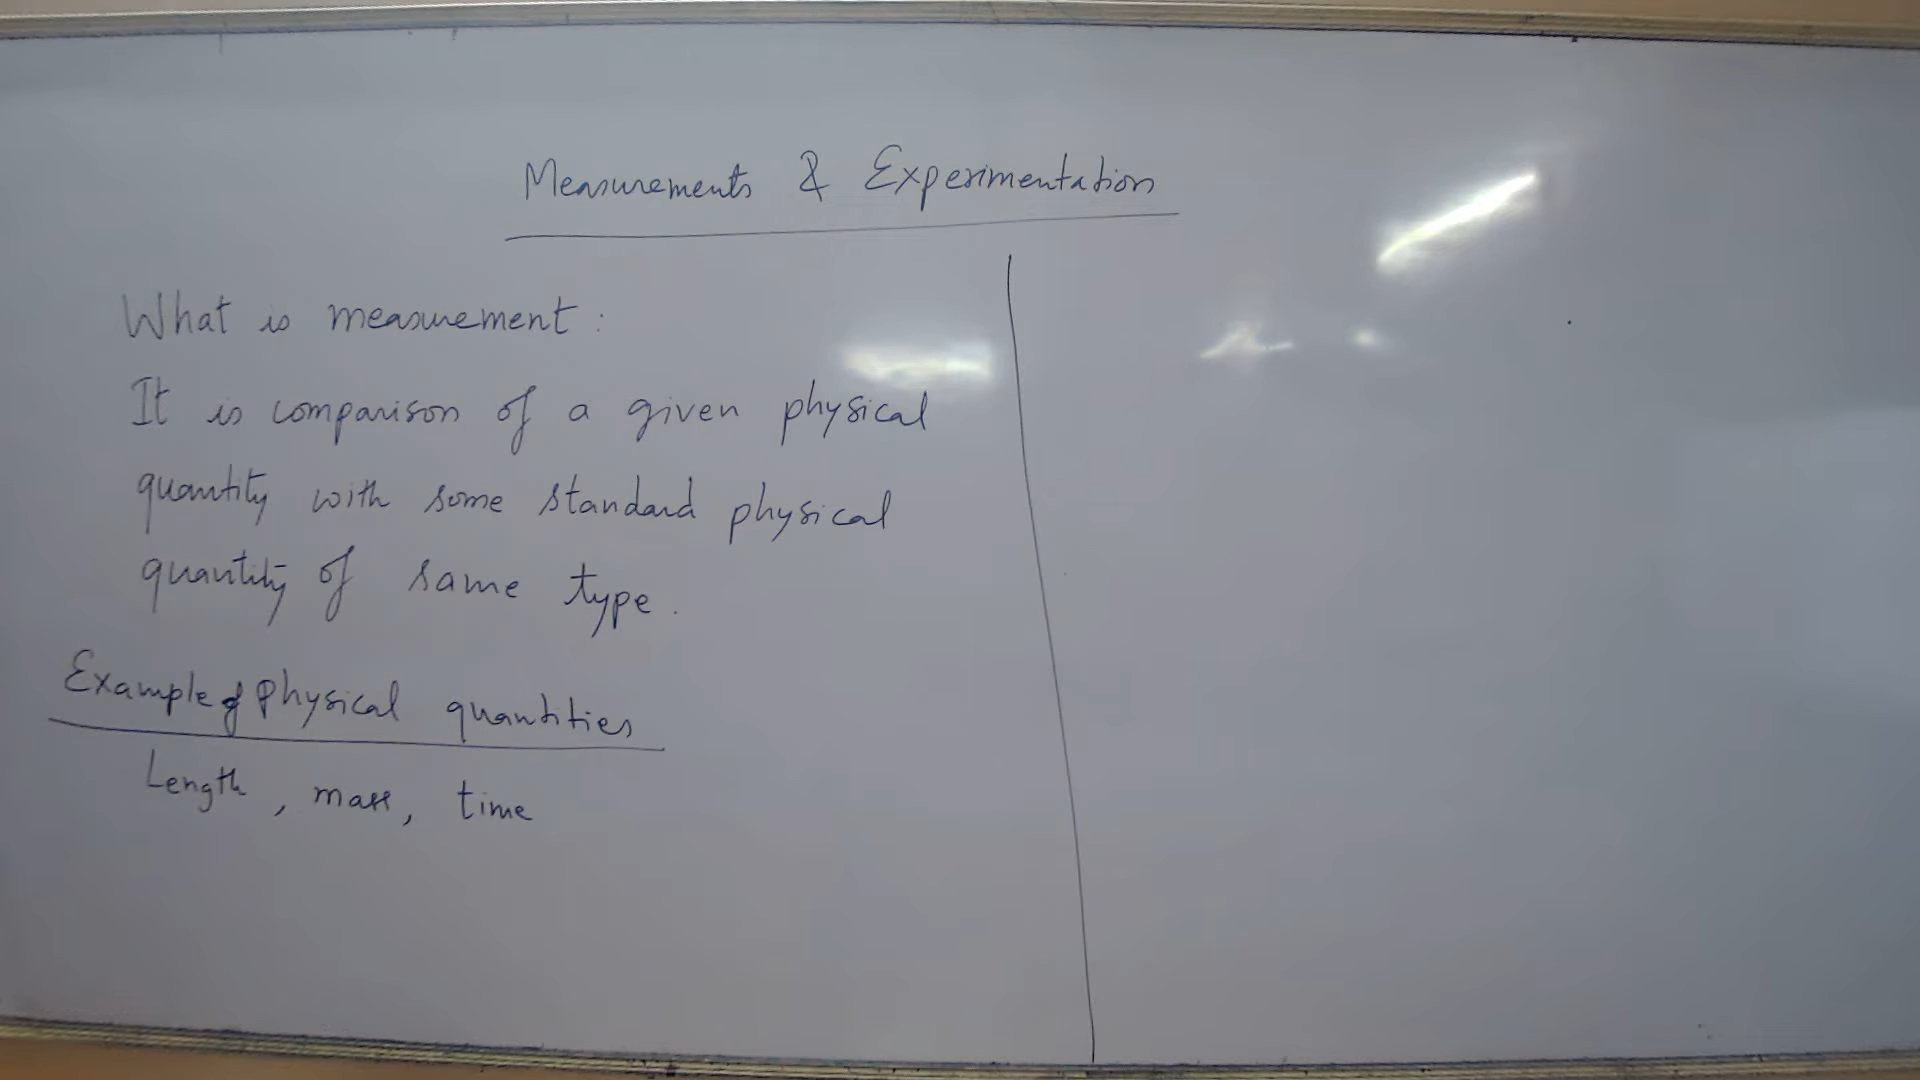 Measurements & Experimentation
What is measurement :
It is comparison of a given physical
quantity with some standard physical
quantity of same type.
Example of Physical quantities
Length, mass, time